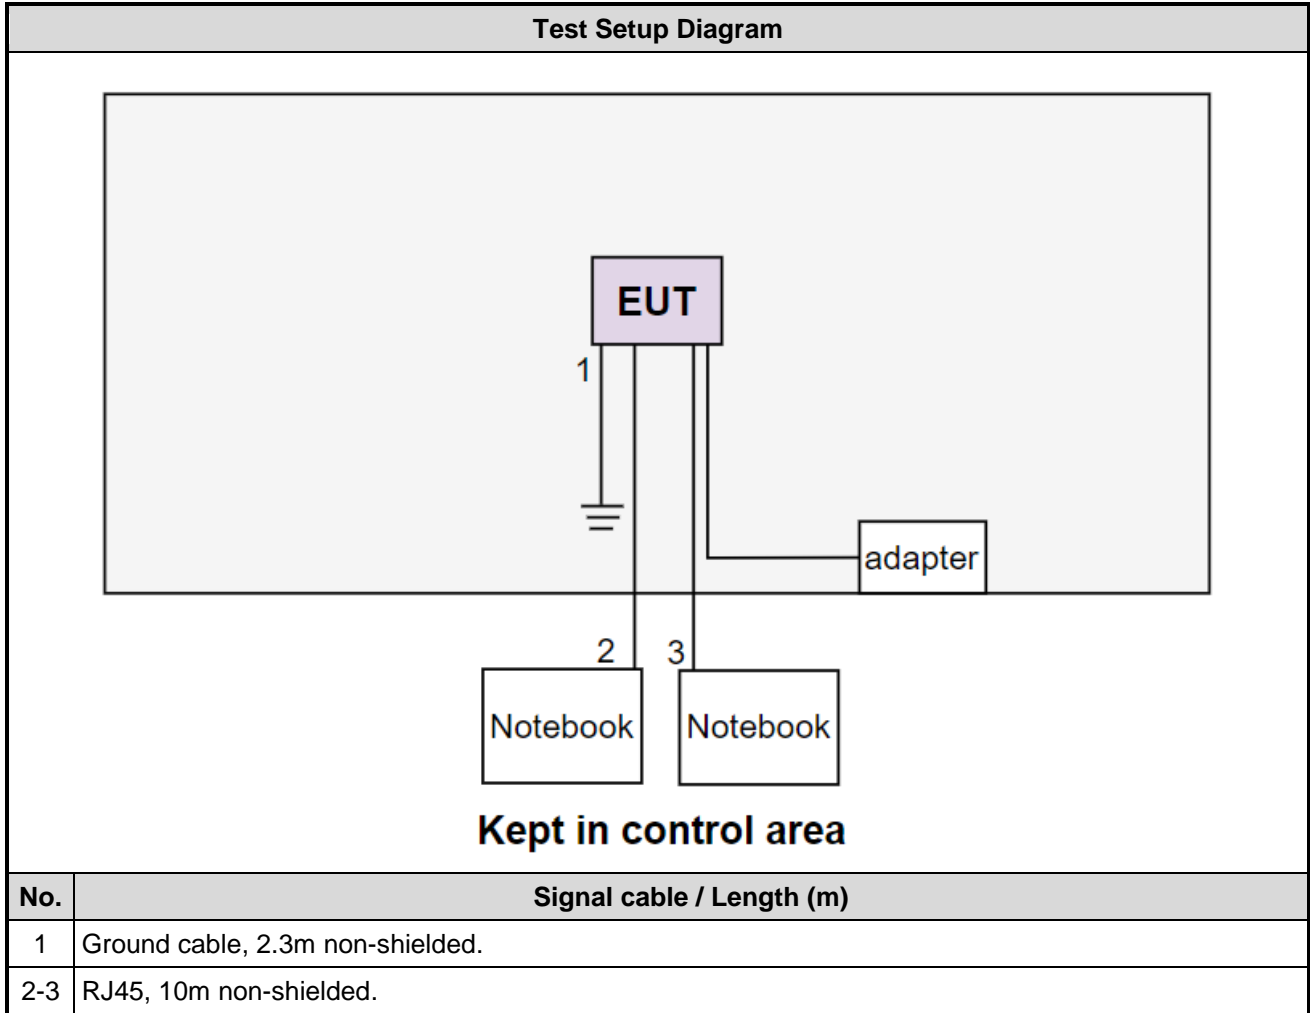 Test Setup Diagram
EUT
1
adapter
2 3
Notebook Notebook
Kept in control area
No. Signal cable / Length (m)
1 Ground cable, 2.3m non-shielded.
2-3 RJ45, 10m non-shielded.